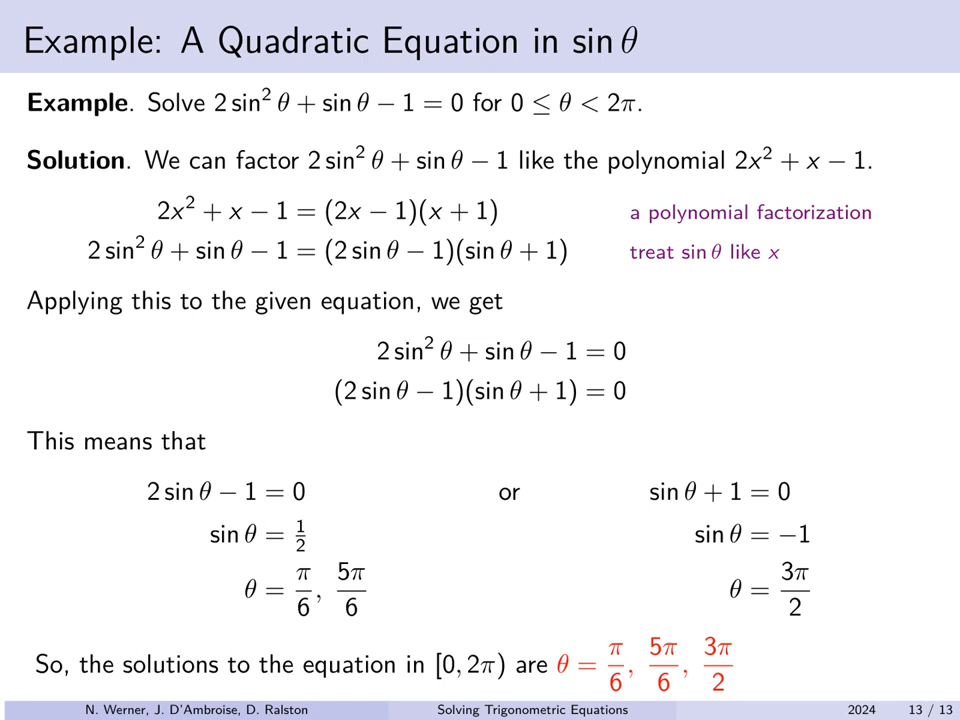 Example: A Quadratic Equation in sin θ
Example. Solve 2 sin² θ + sin θ − 1 = 0 for 0 ≤ θ < 2π.
Solution. We can factor 2 sin² θ + sin θ − 1 like the polynomial 2x² + x − 1.
2x² + x − 1 = (2x − 1)(x + 1) a polynomial factorization
2 sin² θ + sin θ − 1 = (2 sin θ − 1)(sin θ + 1) treat sin θ like x
Applying this to the given equation, we get
2 sin² θ + sin θ − 1 = 0
(2 sin θ − 1)(sin θ + 1) = 0
This means that
2 sin θ − 1 = 0 or sin θ + 1 = 0
sin θ = 1/2 sin θ = −1
θ = π/6, 5π/6 θ = 3π/2
So, the solutions to the equation in [0, 2π) are θ = π/6, 5π/6, 3π/2
N. Werner, J. D'Ambroise, D. Ralston Solving Trigonometric Equations 2024 13 / 13